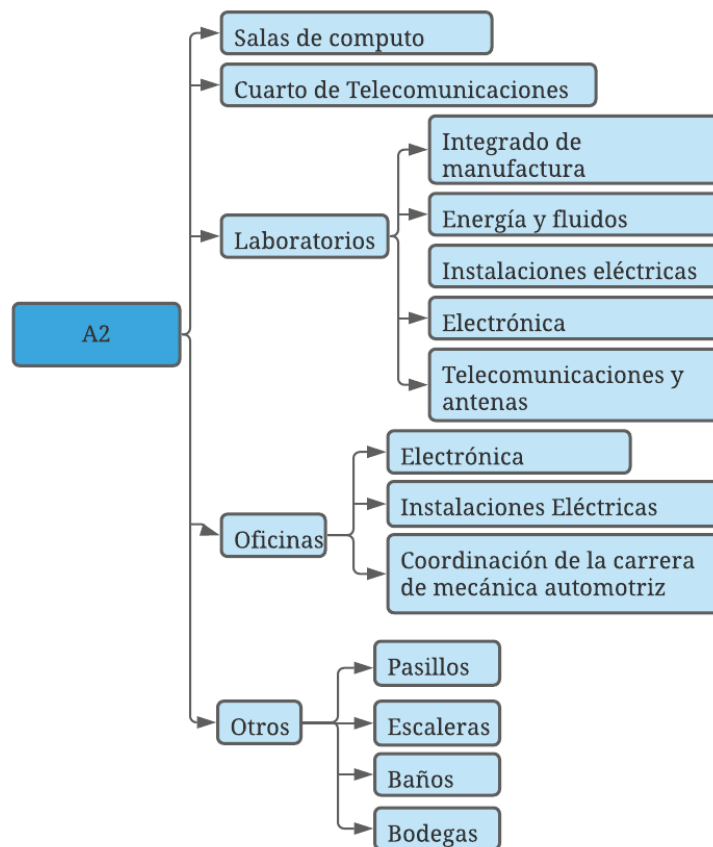 Salas de computo
Cuarto de Telecomunicaciones
Integrado de
manufactura
Energía y fluidos
Laboratorios
Instalaciones eléctricas
Electrónica
A2
Telecomunicaciones y
antenas
Electrónica
Instalaciones Eléctricas
Oficinas
Coordinación de la carrera
de mecánica automotriz
Pasillos
Otros
Escaleras
Baños
Bodegas